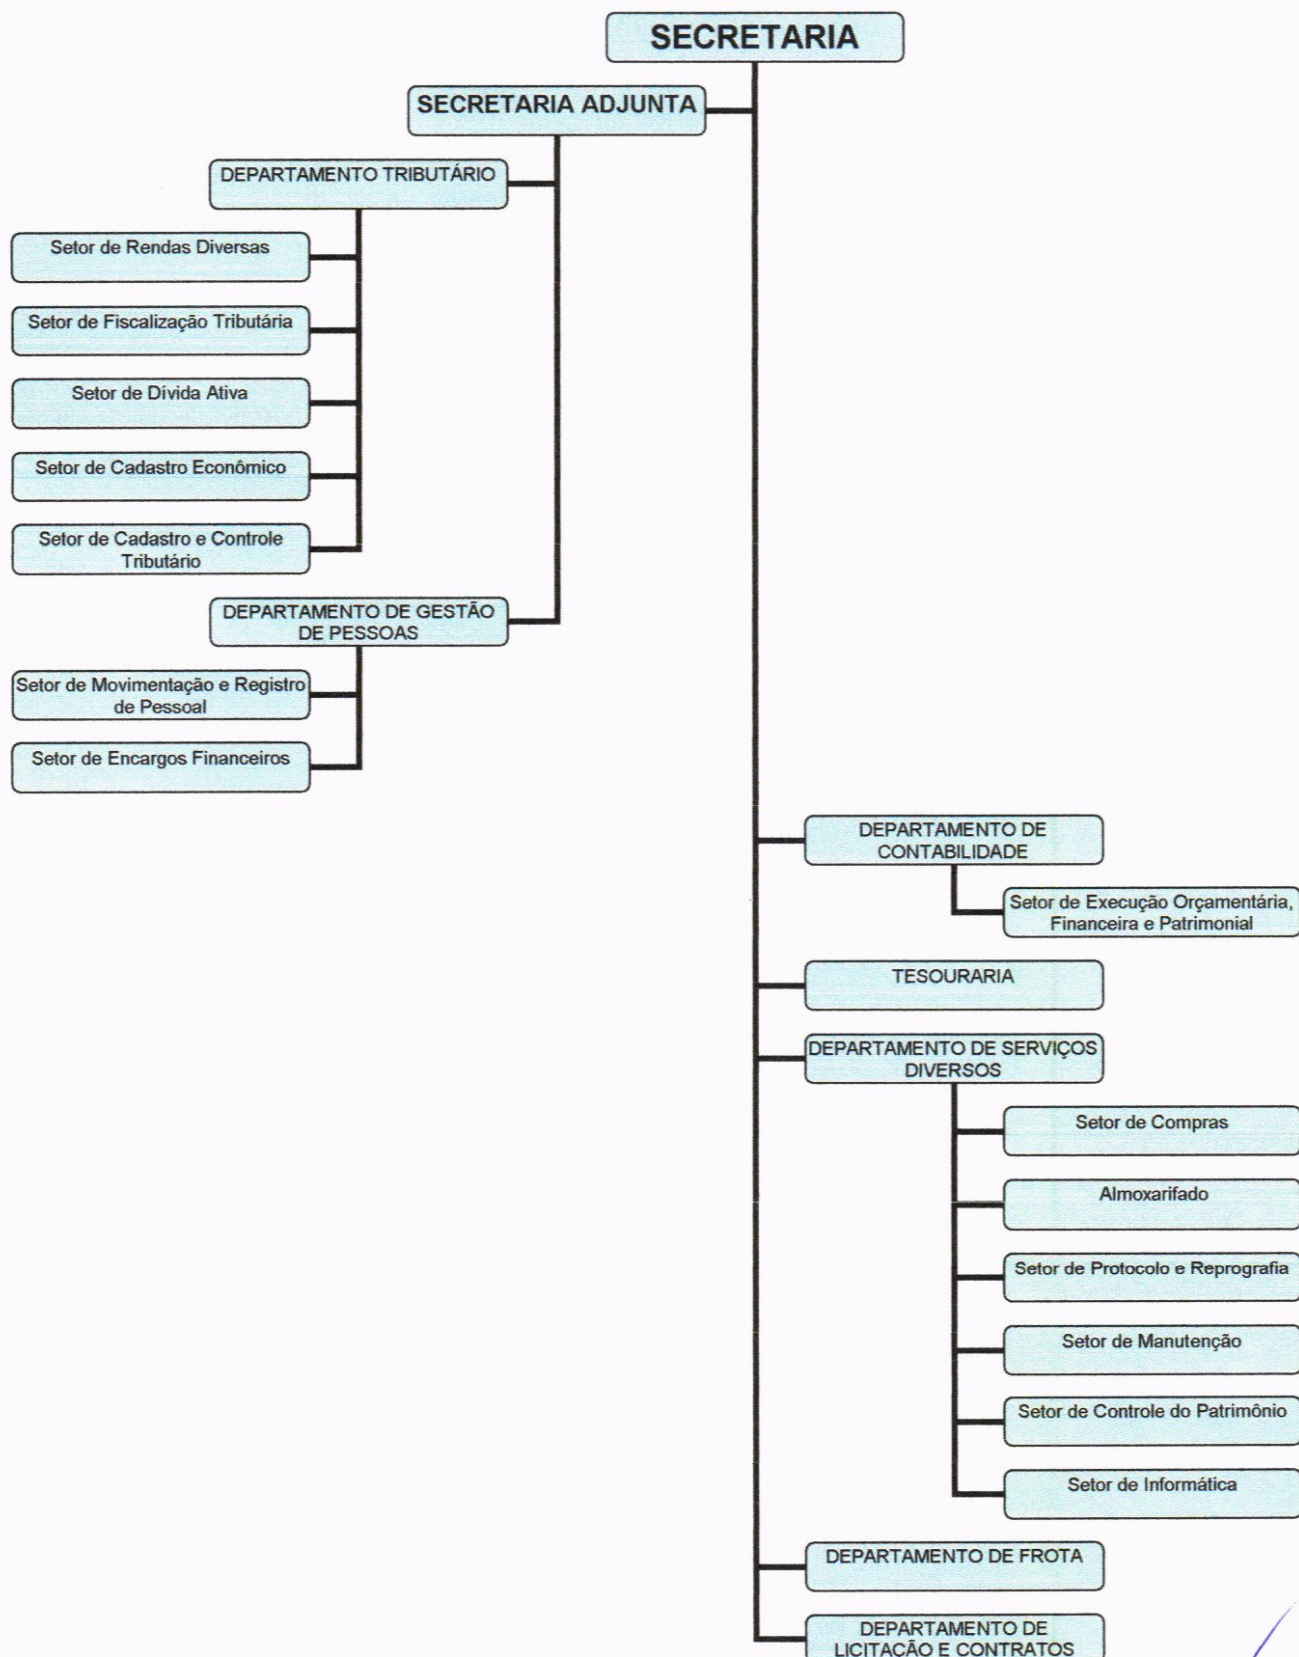 SECRETARIA
SECRETARIA ADJUNTA
DEPARTAMENTO TRIBUTÁRIO
Setor de Rendas Diversas
Setor de Fiscalização Tributária
Setor de Dívida Ativa
Setor de Cadastro Econômico
Setor de Cadastro e Controle
Tributário
DEPARTAMENTO DE GESTÃO
DE PESSOAS
Setor de Movimentação e Registro
de Pessoal
Setor de Encargos Financeiros
DEPARTAMENTO DE
CONTABILIDADE
Setor de Execução Orçamentária,
Financeira e Patrimonial
TESOURARIA
DEPARTAMENTO DE SERVIÇOS
DIVERSOS
Setor de Compras
Almoxarifado
Setor de Protocolo e Reprografia
Setor de Manutenção
Setor de Controle do Patrimônio
Setor de Informática
DEPARTAMENTO DE FROTA
DEPARTAMENTO DE
LICITAÇÃO E CONTRATOS